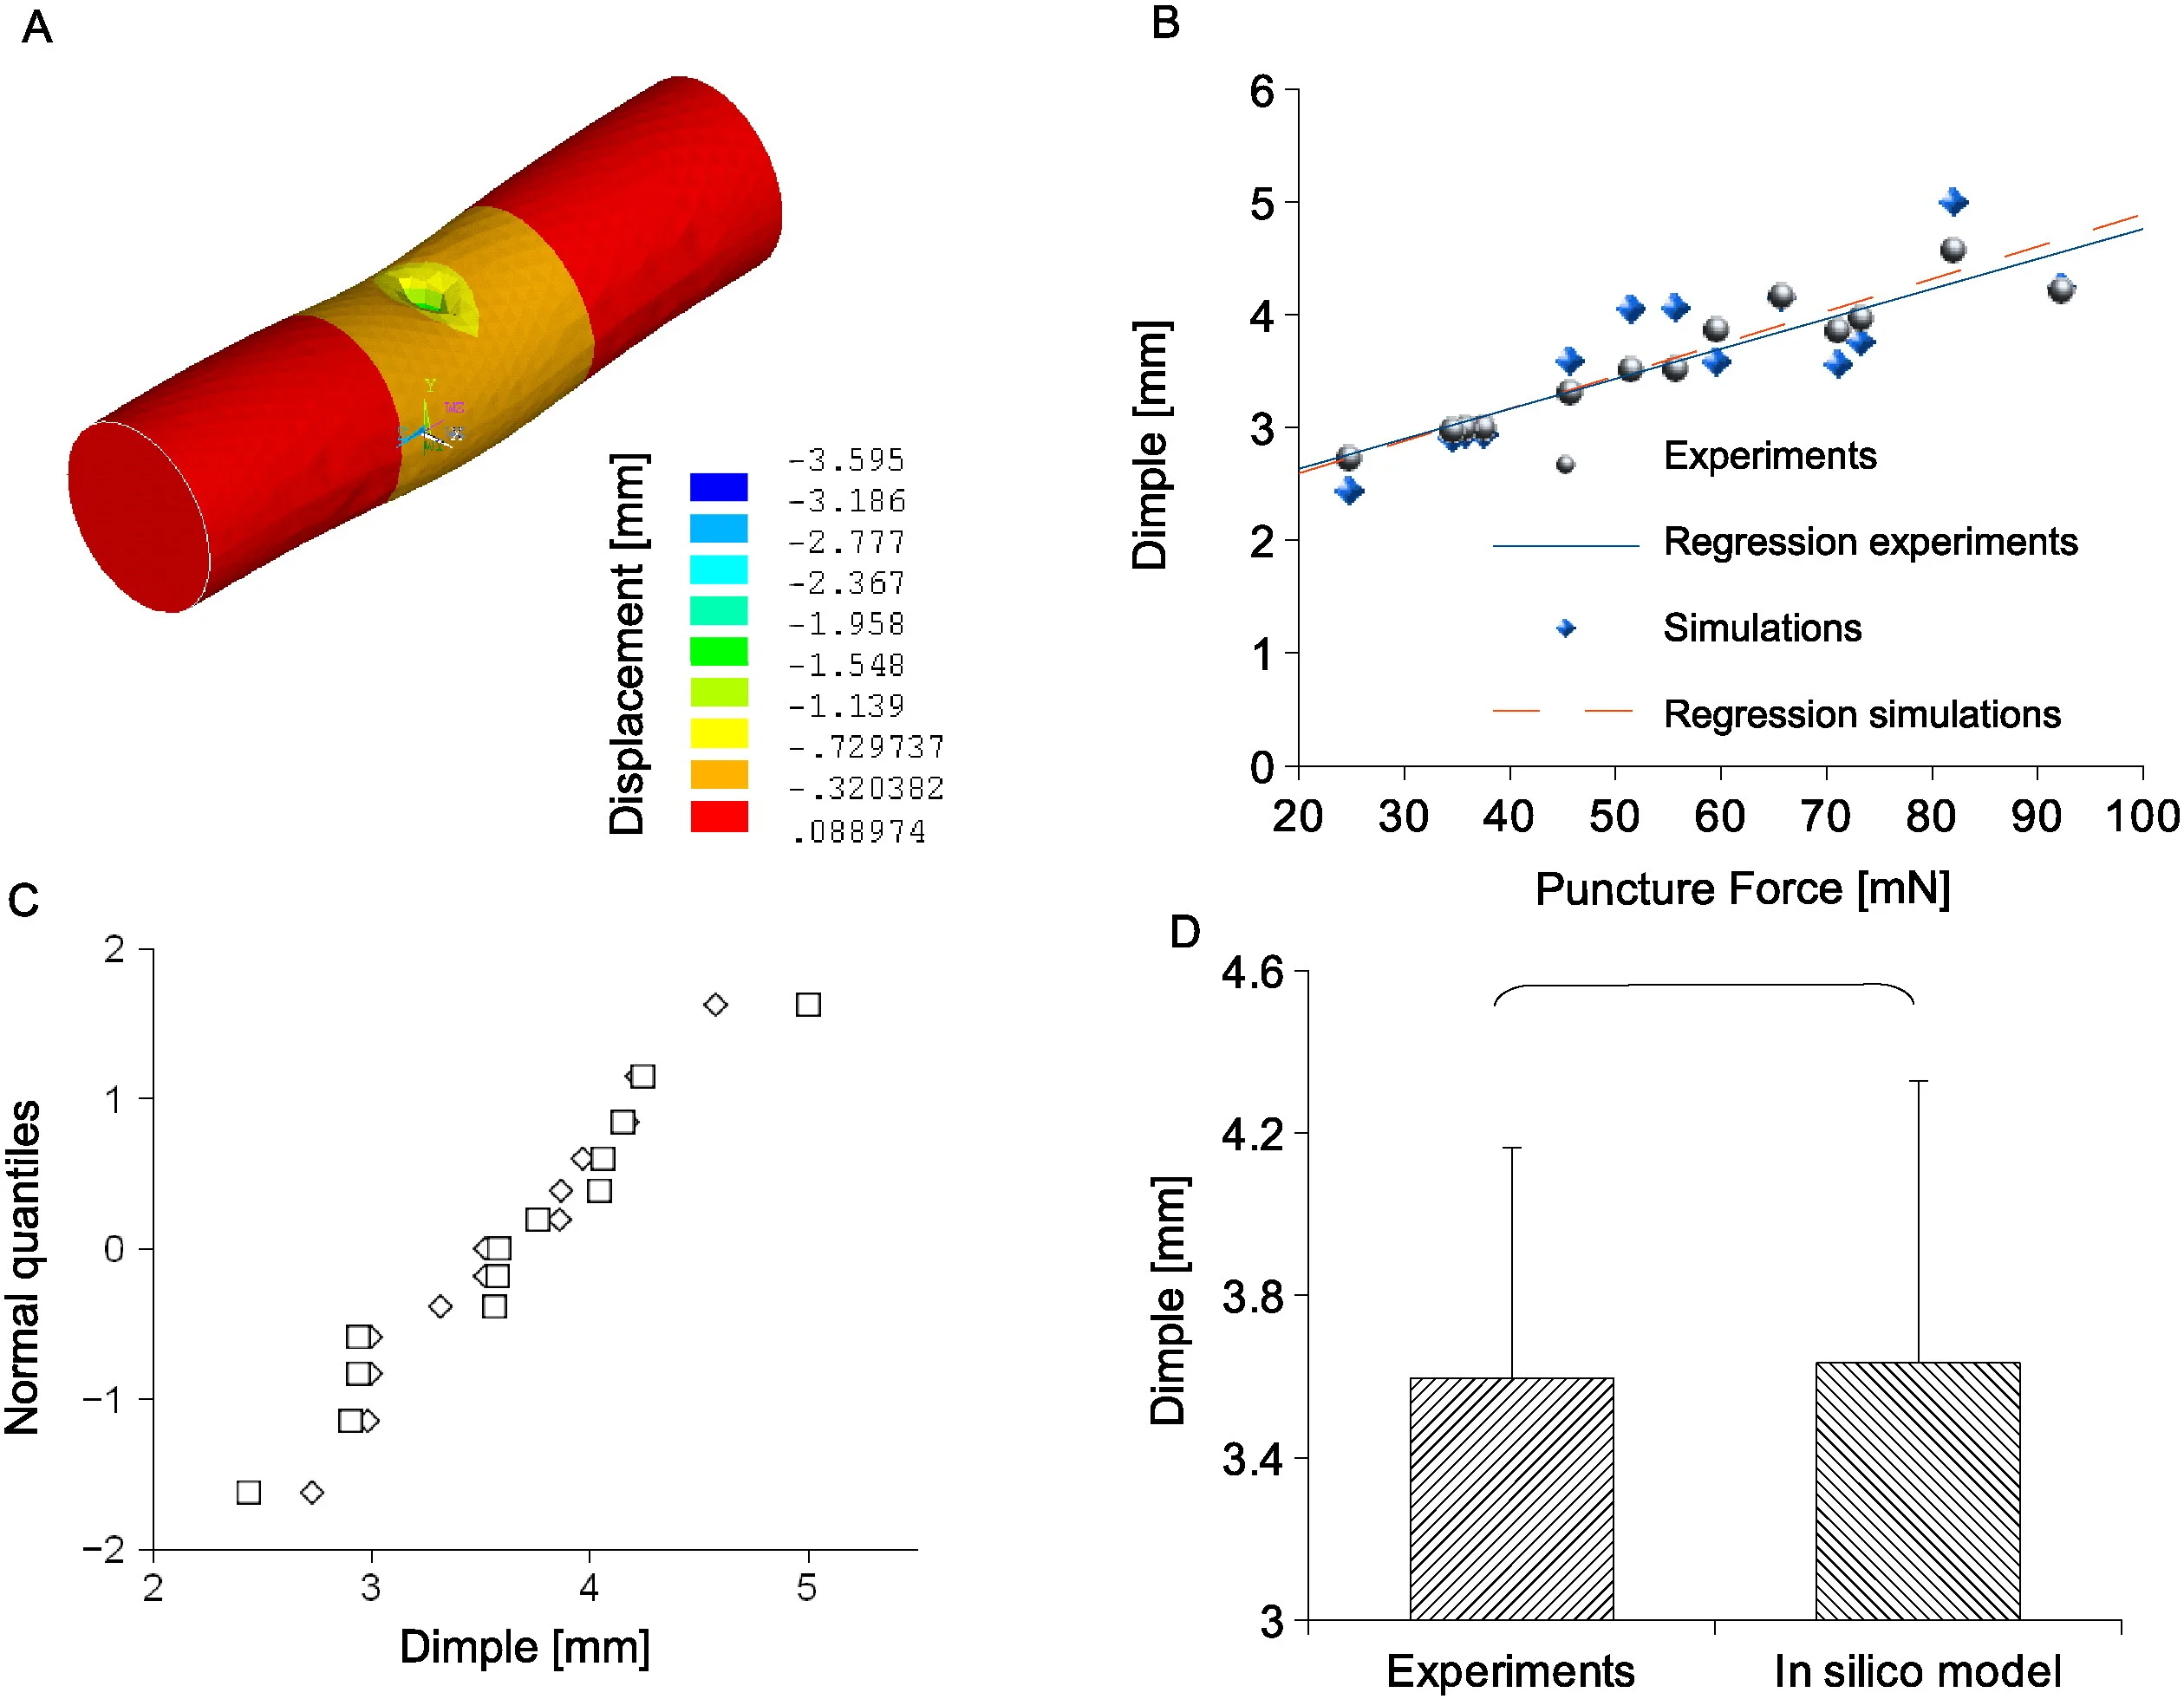 A
Y
WZ
Displacement [mm]
-3.595
-3.186
-2.777
-2.367
-1.958
-1.548
-1.139
-.729737
-.320382
.088974
B
6
5
4
3
2
1
0
Dimple [mm]
Experiments
Regression experiments
Simulations
Regression simulations
20 30 40 50 60 70 80 90 100
Puncture Force [mN]
C
2
1
0
−1
−2
Normal quantiles
2 3 4 5
Dimple [mm]
D
4.6
4.2
3.8
3.4
3
Dimple [mm]
Experiments In silico model